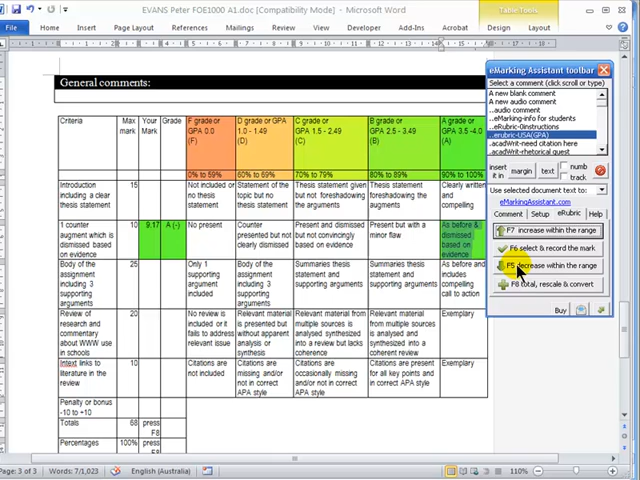 EVANS Peter FOE1000 A1.doc [Compatibility Mode] - Microsoft Word
Table Tools
File Home Insert Page Layout References Mailings Review View Developer Add-Ins Acrobat Design Layout
General comments:
Criteria
Max mark
Your Mark
Grade
F grade or GPA 0.0 (F)
D grade or GPA 1.0 - 1.49 (D)
C grade or GPA 1.5 - 2.49 (C)
B grade or GPA 2.5 - 3.49 (B)
A grade or GPA 3.5 -4.0 (A)
0% to 59%
60% to 69%
70% to 79%
80% to 89%
90% to 100%
Introduction including a clear thesis statement
15
Not included or no thesis statement
Statement of the topic but no thesis statement
Thesis statement given but not foreshadowing the arguments
Thesis statement given that foreshadows the arguments
Clearly written and compelling
1 counter augment which is dismissed based on evidence
10
9.17
A (-)
No present
Counter presented but not clearly dismissed
Present and dismissed but not convincingly
Present but with a minor error
As before & dismissed based on evidence
Body of the assignment including 3 arguments
25
Only 1 supporting argument included
Body of the assignment including 3 supporting arguments
Summaries thesis statement and supporting arguments
Summaries thesis statement and supporting arguments
As before and includes compelling call to action
Review of research and commentary about WWW use in schools
20
No review is included or it fails to address relevant issue
Relevant material is presented but without apparent analysis or synthesis
Relevant material from multiple sources is analysed synthesized into a review but lacks coherence
Relevant material from multiple sources is analysed and synthesized in a coherent review
Exemplary
Intext links to literature in the review
10
Citations are not included
Citations are missing and/or not in correct APA style
Citations are occasionally missing and/or not in correct APA style
Citations are present for all key points and in correct APA style
Exemplary
Penalty or bonus -10 to +10
Totals
68
press F8
Percentages
100%
press F8
eMarking Assistant toolbar
Select a comment (click scroll or type)
A new blank comment
A new audio comment
..audio comment
..eMarking-info for students
..eRubric-0instructions
..erubric-USA(GPA)
.acadWrit-need citation here
.acadWrit-rhetorical quest
insert it in
margin
text
numb
track
Use selected document text to:
eMarkingAssistant.com
Comment Setup eRubric Help
F7 increase within the range
F6 select & record the mark
F5 decrease within the range
F8 total, rescale & convert
Buy
Page: 3 of 3 Words: 7/1,023 English (Australia) 110%